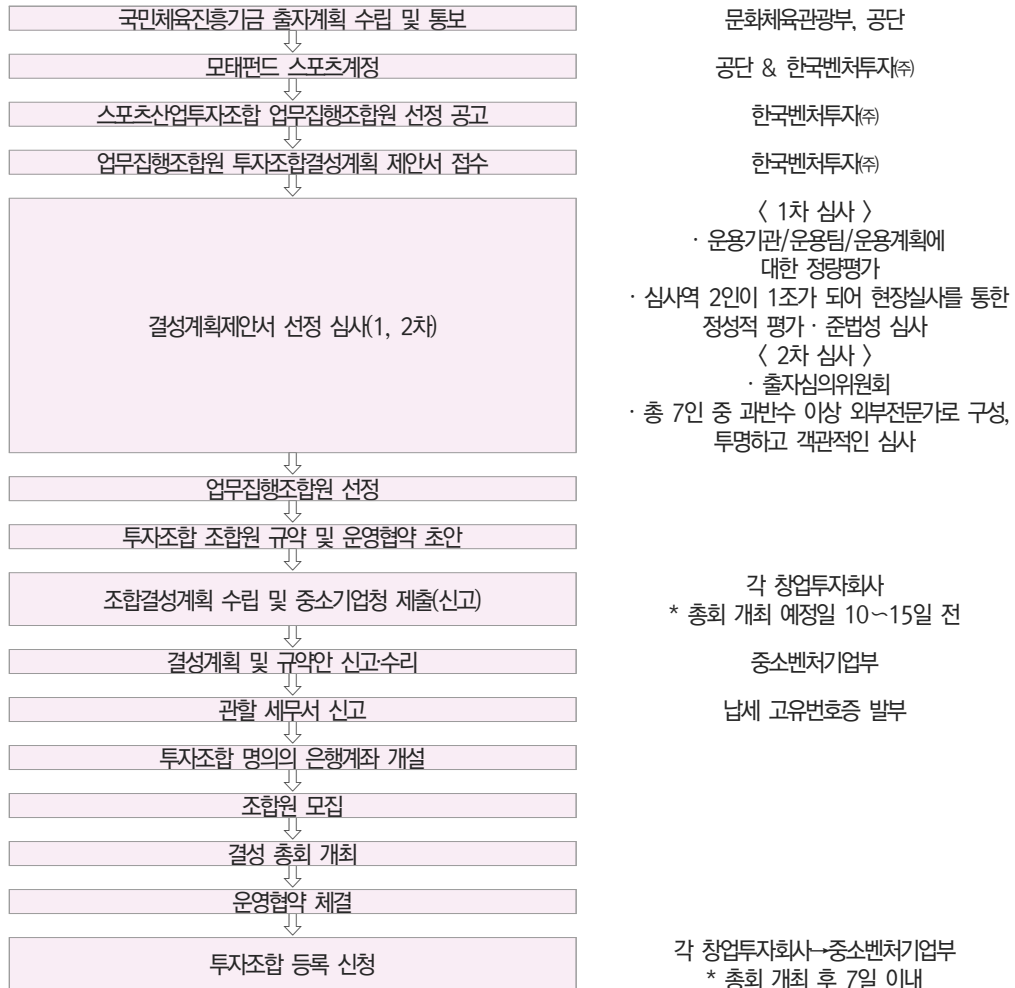 국민체육진흥기금 출자계획 수립 및 통보
문화체육관광부, 공단
모태펀드 스포츠계정
공단 & 한국벤처투자㈜
스포츠산업투자조합 업무집행조합원 선정 공고
한국벤처투자㈜
업무집행조합원 투자조합결성계획 제안서 접수
한국벤처투자㈜
결성계획제안서 선정 심사(1, 2차)
< 1차 심사 >
· 운용기관/운용팀/운용계획에
대한 정량평가
· 심사역 2인이 1조가 되어 현장실사를 통한
정성적 평가 · 준법성 심사
< 2차 심사 >
· 출자심의위원회
· 총 7인 중 과반수 이상 외부전문가로 구성,
투명하고 객관적인 심사
업무집행조합원 선정
투자조합 조합원 규약 및 운영협약 초안
조합결성계획 수립 및 중소기업청 제출(신고)
각 창업투자회사
* 총회 개최 예정일 10~15일 전
결성계획 및 규약안 신고·수리
중소벤처기업부
관할 세무서 신고
납세 고유번호증 발부
투자조합 명의의 은행계좌 개설
조합원 모집
결성 총회 개최
운영협약 체결
투자조합 등록 신청
각 창업투자회사→중소벤처기업부
* 총회 개최 후 7일 이내